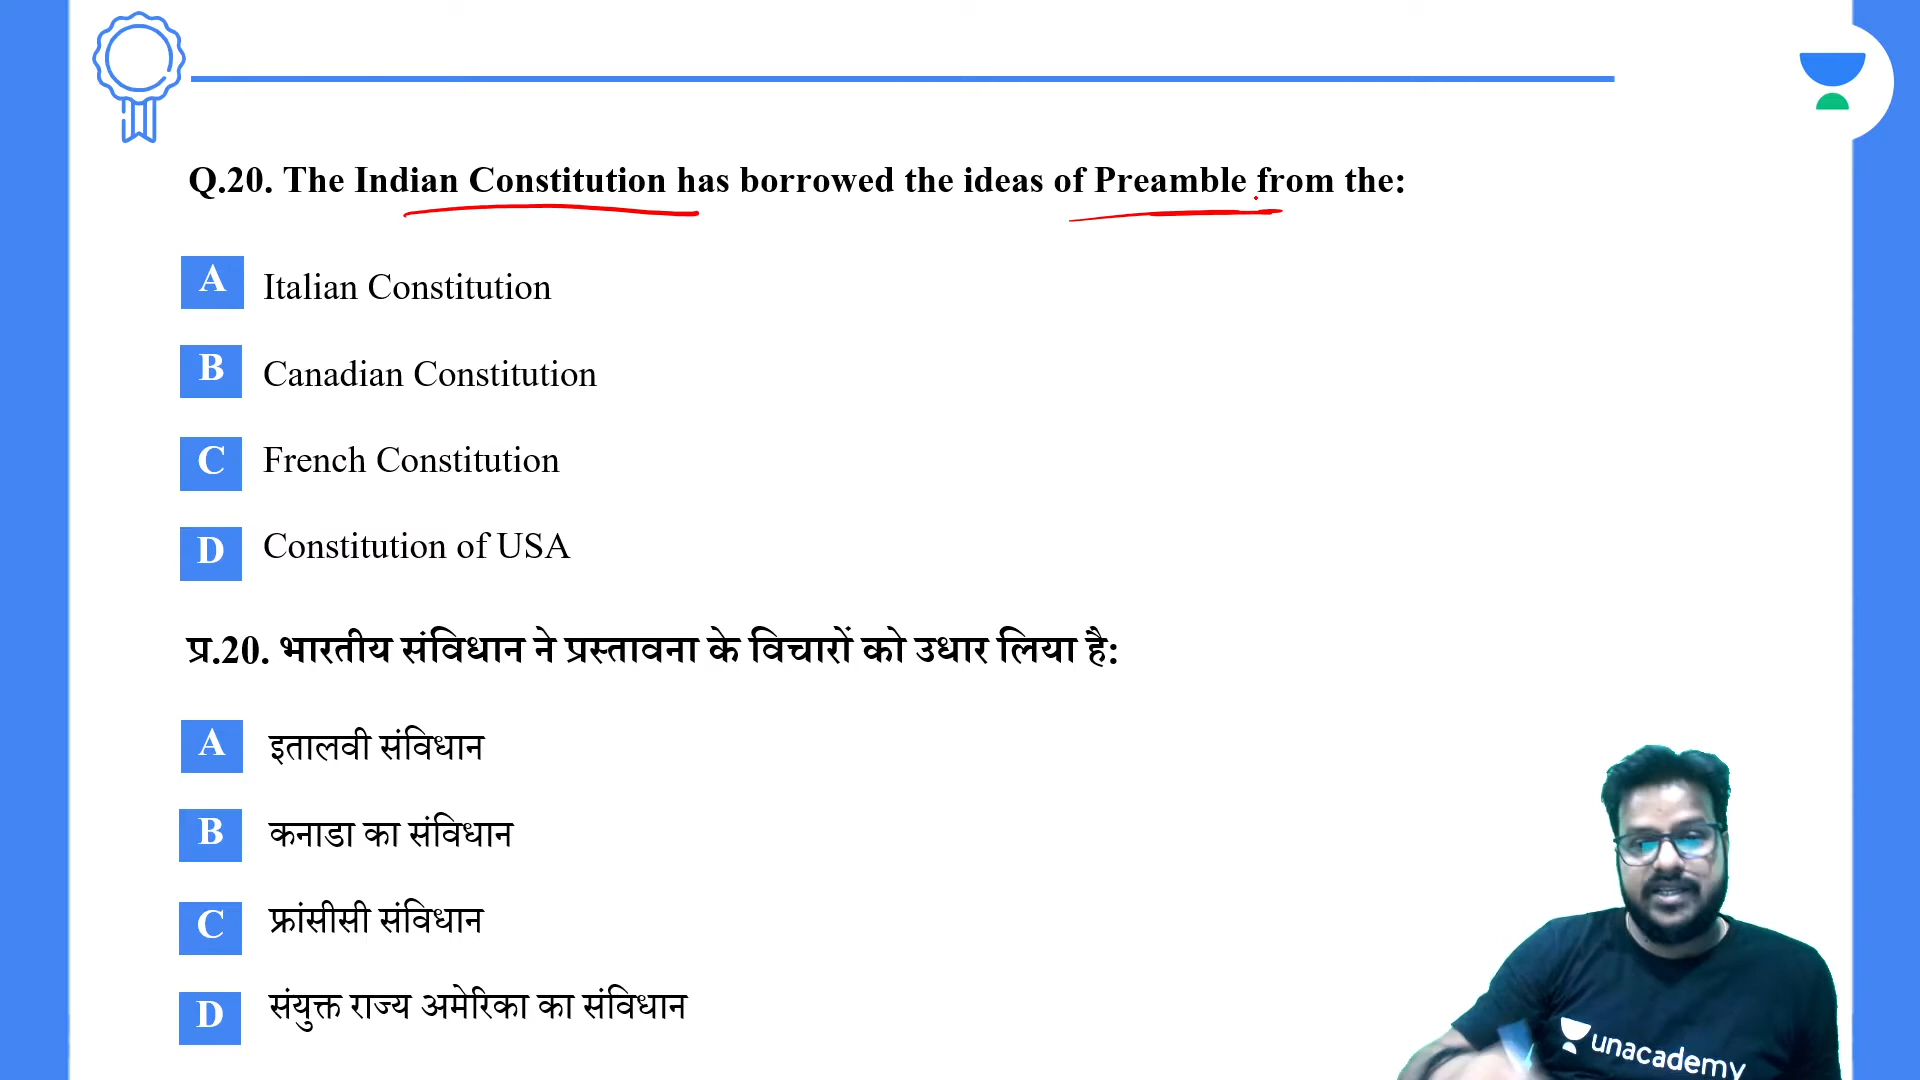 Q.20. The Indian Constitution has borrowed the ideas of Preamble from the:
A Italian Constitution
B Canadian Constitution
C French Constitution
D Constitution of USA
प्र.20. भारतीय संविधान ने प्रस्तावना के विचारों को उधार लिया है:
A इतालवी संविधान
B कनाडा का संविधान
C फ्रांसीसी संविधान
D संयुक्त राज्य अमेरिका का संविधान
unacademy